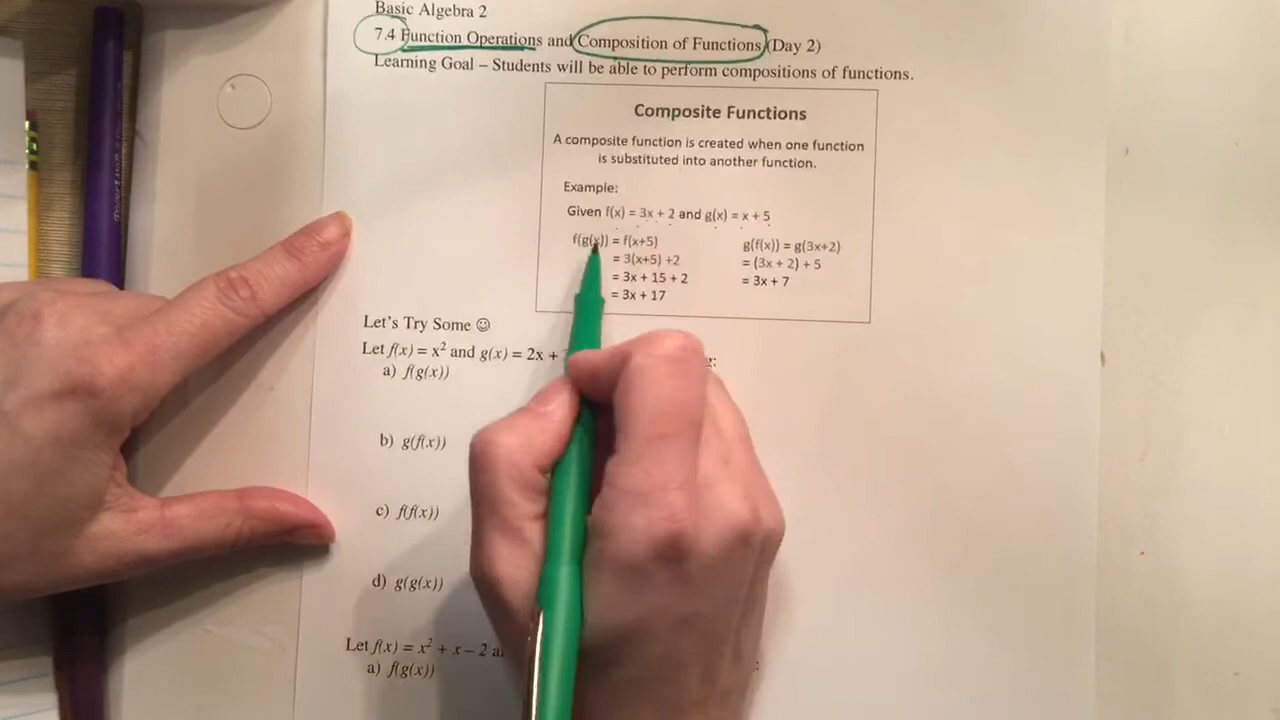 Basic Algebra 2
7.4 Function Operations and Composition of Functions (Day 2)
Learning Goal – Students will be able to perform compositions of functions.
Composite Functions
A composite function is created when one function
is substituted into another function.
Example:
Given f(x) = 3x + 2 and g(x) = x + 5
f(g(x)) = f(x+5)
= 3(x+5) +2
= 3x + 15 + 2
= 3x + 17
g(f(x)) = g(3x+2)
= (3x + 2) + 5
= 3x + 7
Let's Try Some ☺
Let f(x) = x² and g(x) = 2x +
a) f(g(x))
b) g(f(x))
c) f(f(x))
d) g(g(x))
Let f(x) = x² + x – 2
a) f(g(x))